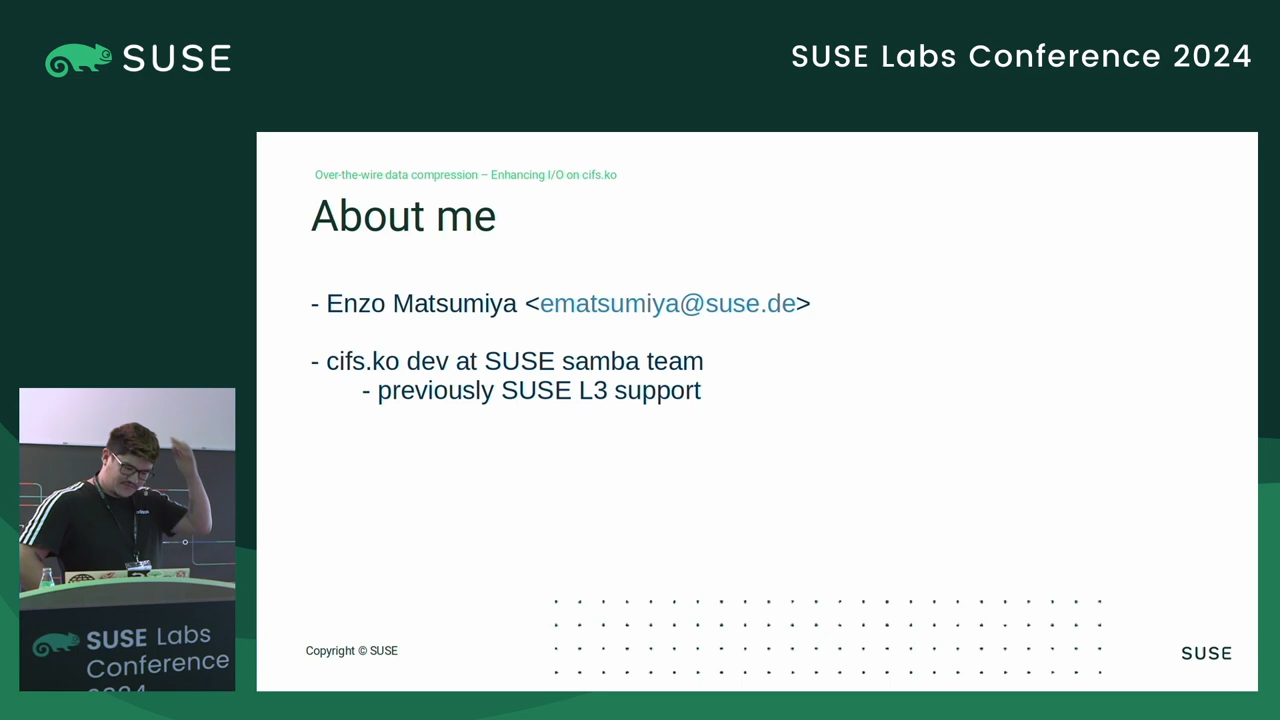 SUSE
SUSE Labs Conference 2024
Over-the-wire data compression – Enhancing I/O on cifs.ko
About me
- Enzo Matsumiya <ematsumiya@suse.de>
- cifs.ko dev at SUSE samba team
- previously SUSE L3 support
SUSE Labs
Conference
2024
Copyright © SUSE
SUSE